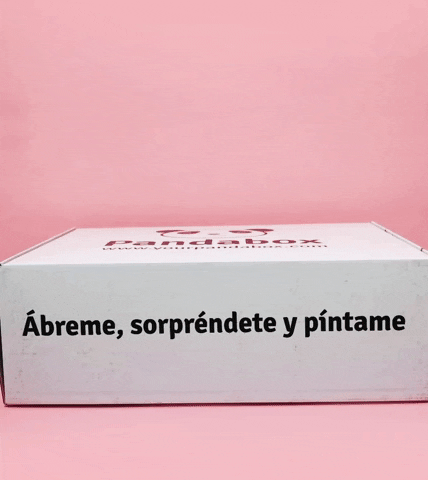 Pandabox
www.yourpandabox.com
Ábreme, sorpréndete y píntame